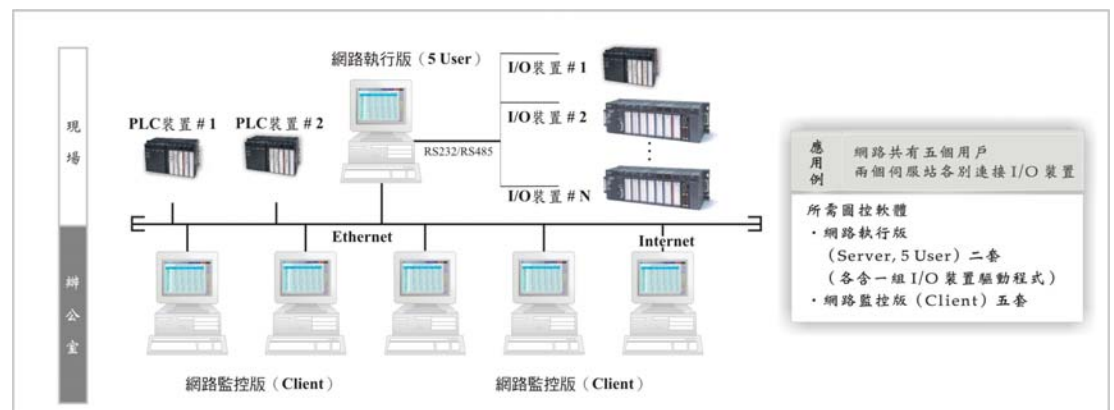 現場
網路執行版（5 User）
PLC裝置 # 1
PLC裝置 # 2
RS232/RS485
I/O裝置 # 1
I/O裝置 # 2
I/O裝置 # N
Ethernet
Internet
辦公室
網路監控版（Client）
網路監控版（Client）
應用例
網路共有五個用戶
兩個伺服站各別連接 I/O 裝置
所需圖控軟體
・網路執行版
（Server, 5 User）二套
（各含一組 I/O 裝置驅動程式）
・網路監控版（Client）五套